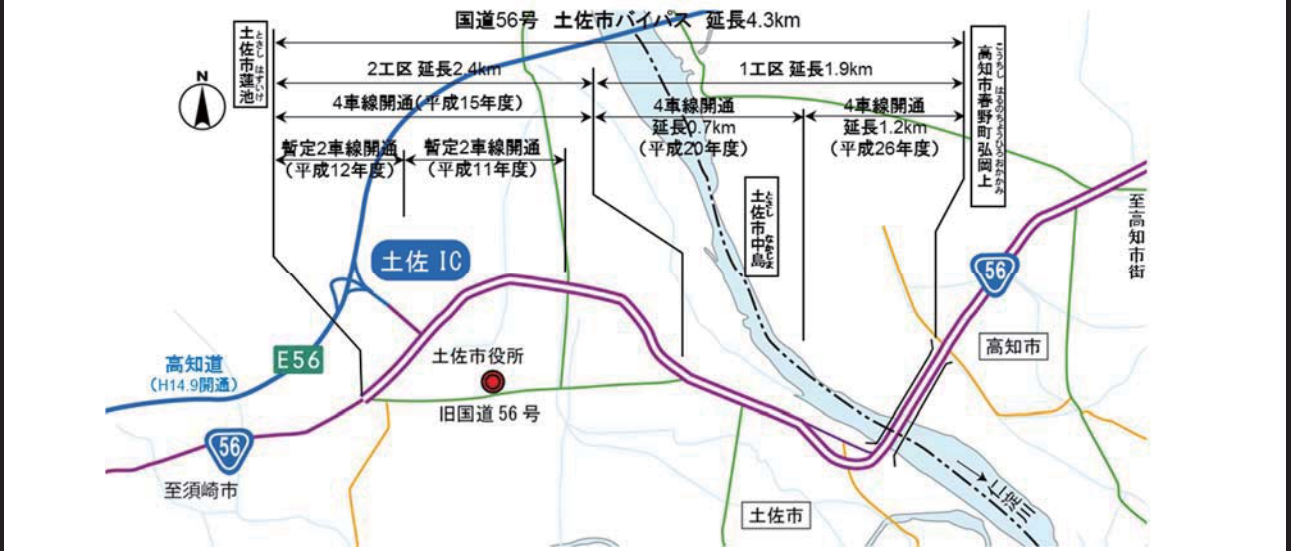 国道56号 土佐市バイパス 延長4.3km
土佐市蓮池
とさし はすいけ
高知市春野町弘岡上
こうちし はるのちょうひろおかかみ
N
2工区 延長2.4km
1工区 延長1.9km
4車線開通(平成15年度)
4車線開通
延長0.7km
(平成20年度)
4車線開通
延長1.2km
(平成26年度)
暫定2車線開通
(平成12年度)
暫定2車線開通
(平成11年度)
土佐市中島
とさし なかじま
至高知市街
土佐 IC
56
高知市
高知道
(H14.9開通)
E56
土佐市役所
旧国道 56 号
56
至須崎市
仁淀川
土佐市